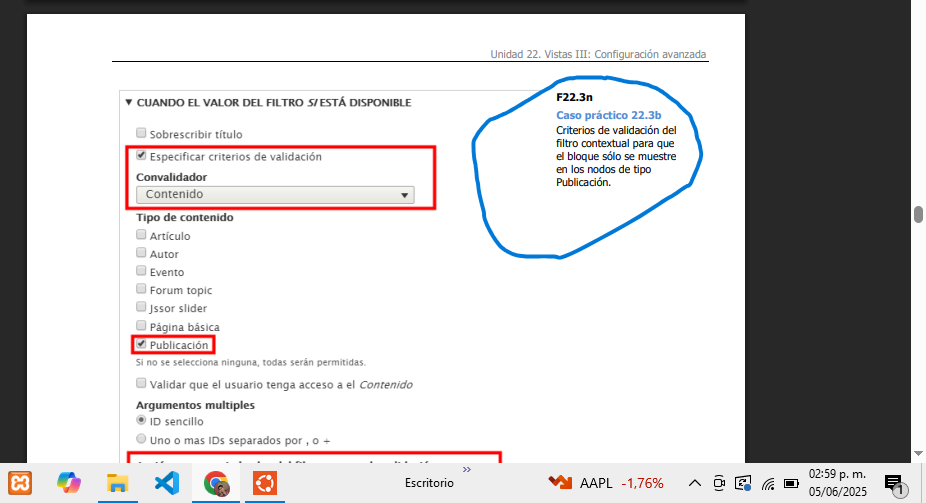 Unidad 22. Vistas III: Configuración avanzada
▼ CUANDO EL VALOR DEL FILTRO SI ESTÁ DISPONIBLE
Sobrescribir título
Especificar criterios de validación
Convalidador
Contenido
Tipo de contenido
Artículo
Autor
Evento
Forum topic
Jssor slider
Página básica
Publicación
Si no se selecciona ninguna, todas serán permitidas.
Validar que el usuario tenga acceso a el Contenido
Argumentos multiples
ID sencillo
Uno o mas IDs separados por , o +
F22.3n
Caso práctico 22.3b
Criterios de validación del
filtro contextual para que
el bloque sólo se muestre
en los nodos de tipo
Publicación.
Escritorio
AAPL -1,76%
02:59 p. m.
05/06/2025
1